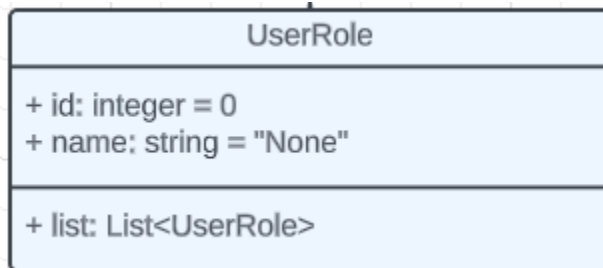 UserRole
+ id: integer = 0
+ name: string = "None"
+ list: List<UserRole>